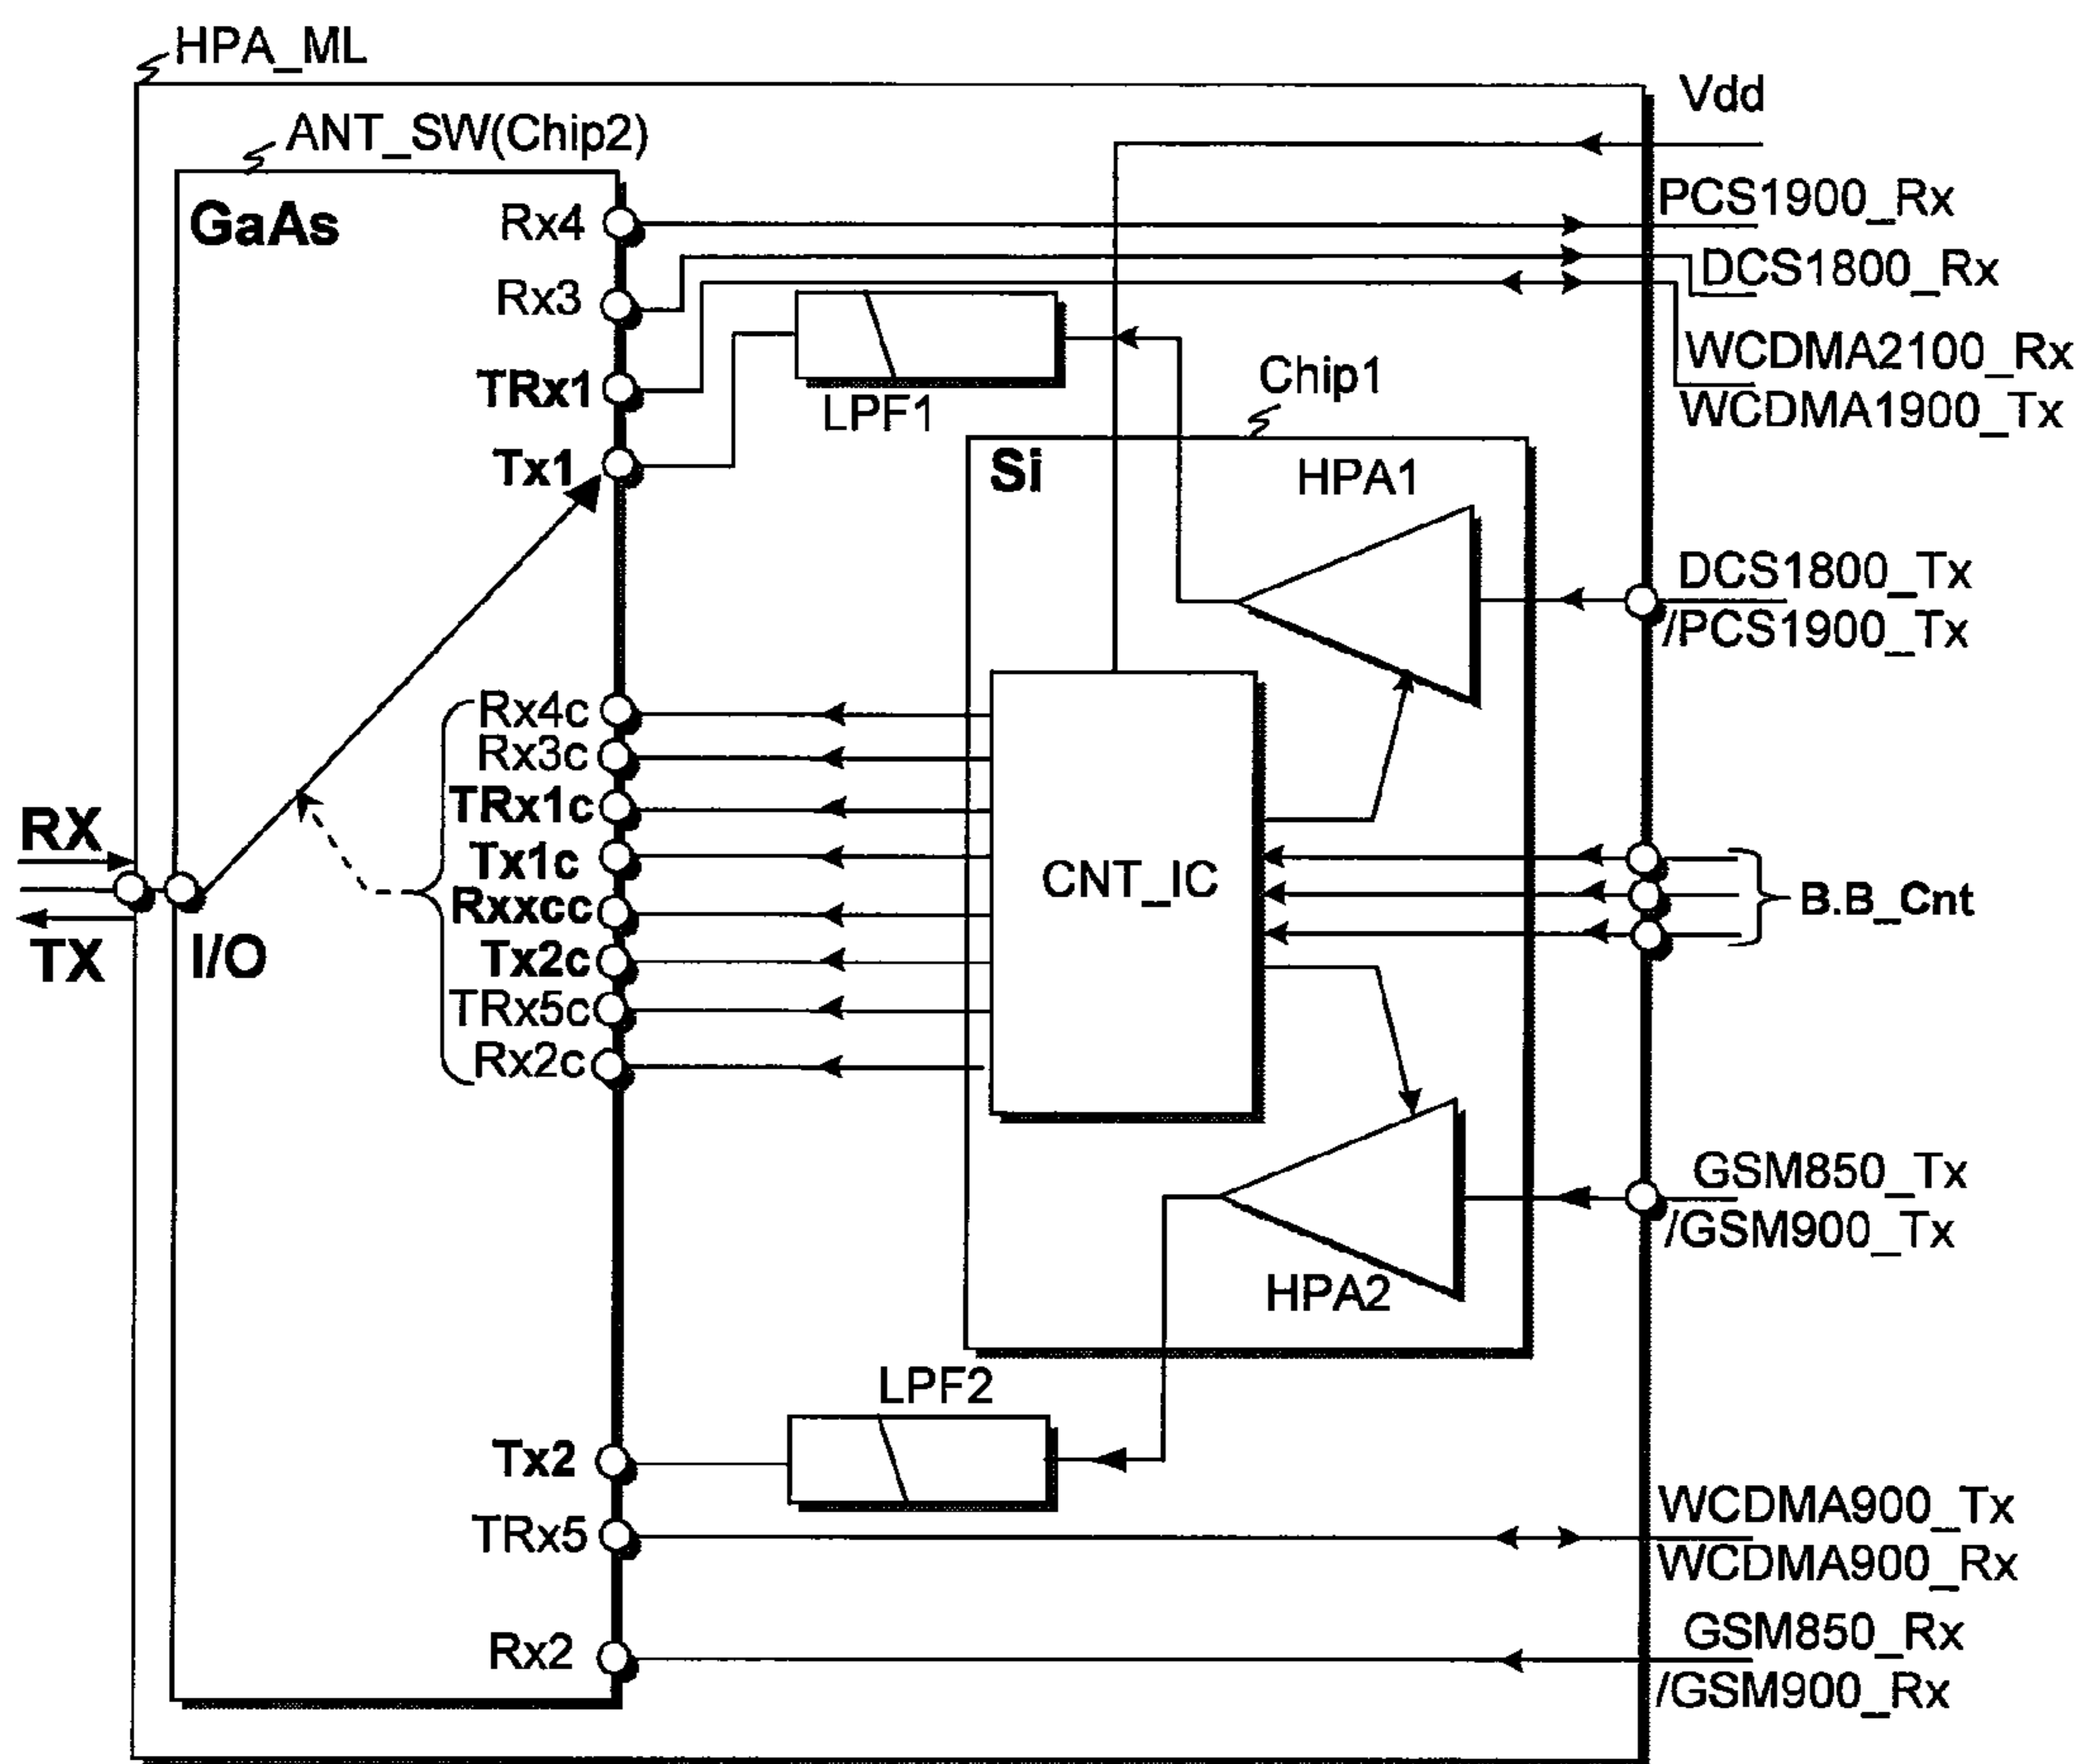 HPA_ML
Vdd
ANT_SW(Chip2)
GaAs
Rx4
PCS1900_Rx
Rx3
DCS1800_Rx
TRx1
WCDMA2100_Rx
WCDMA1900_Tx
LPF1
Chip1
Tx1
Si
HPA1
DCS1800_Tx
/PCS1900_Tx
Rx4c
Rx3c
TRx1c
Tx1c
Rxxcc
Tx2c
TRx5c
Rx2c
RX
TX
I/O
CNT_IC
B.B_Cnt
GSM850_Tx
/GSM900_Tx
HPA2
LPF2
Tx2
TRx5
WCDMA900_Tx
WCDMA900_Rx
Rx2
GSM850_Rx
/GSM900_Rx